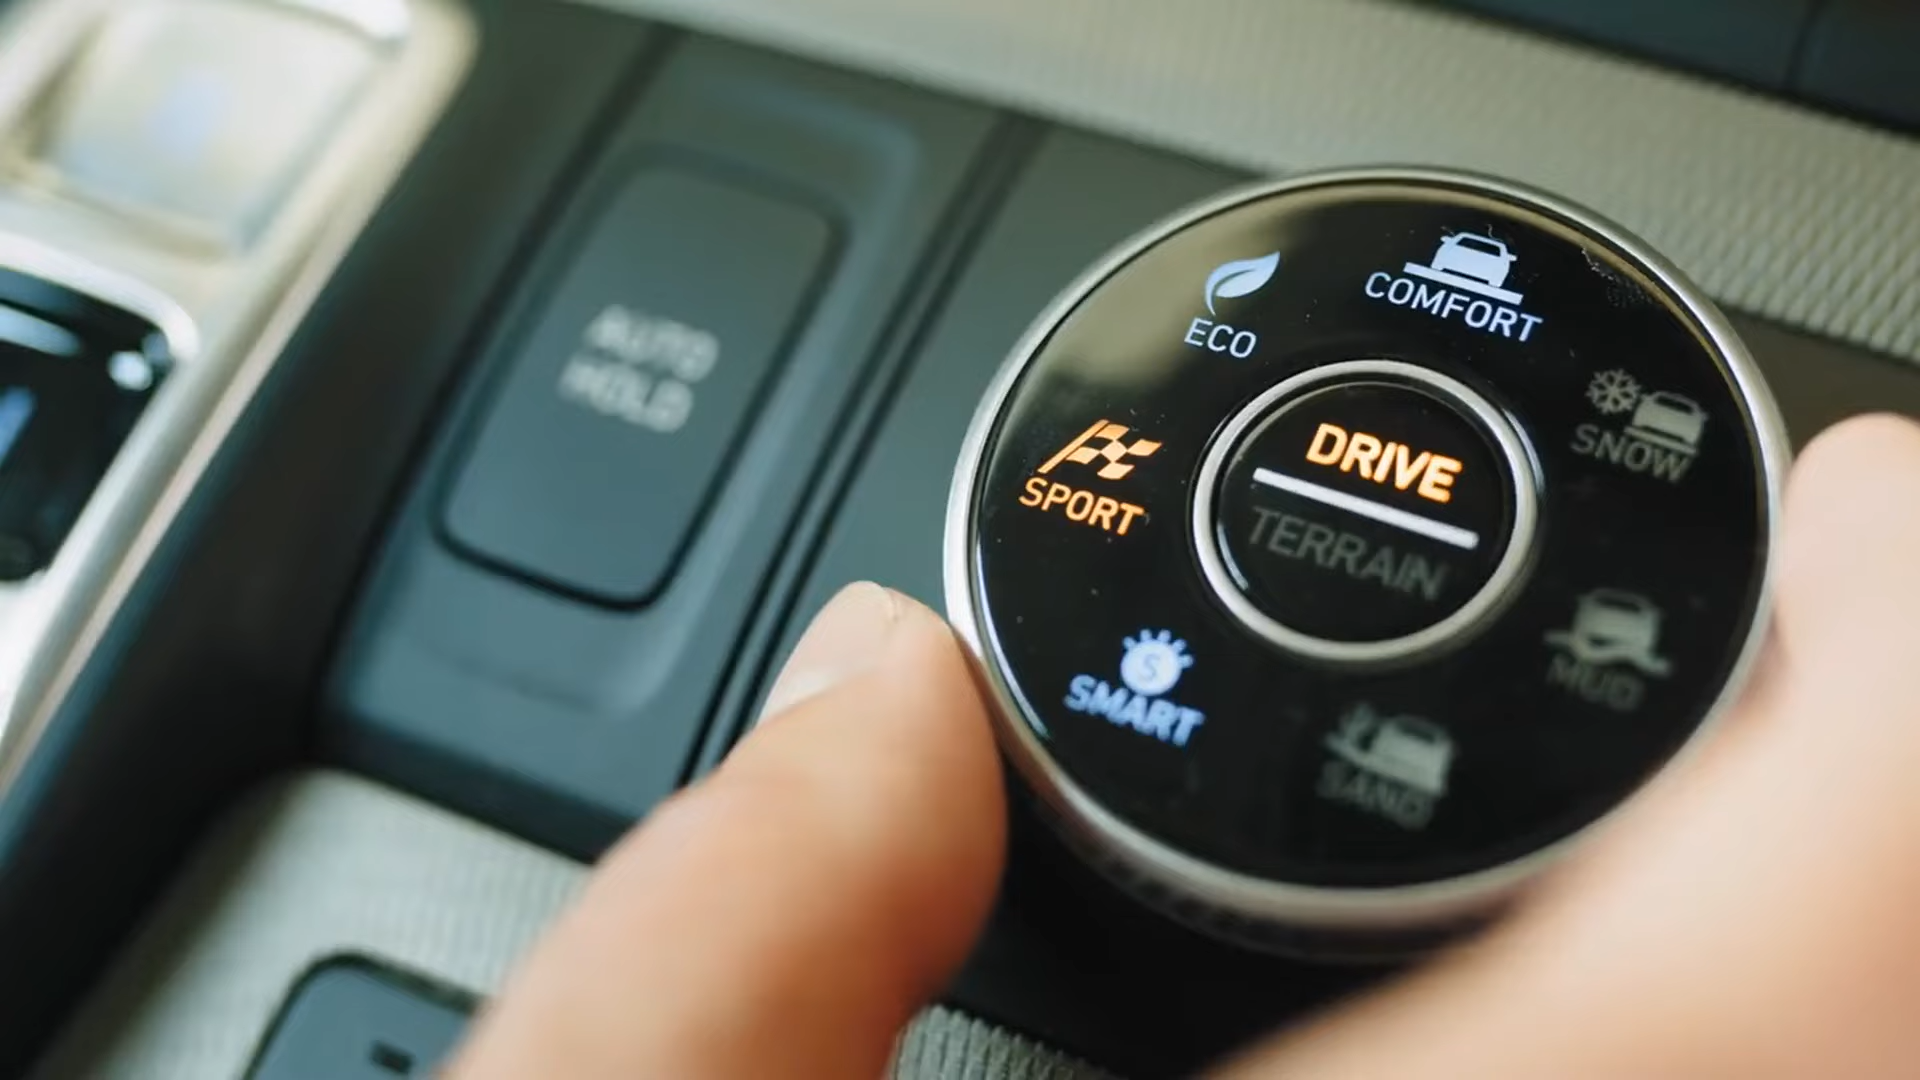 AUTO
HOLD
COMFORT
ECO
SNOW
SPORT
DRIVE
TERRAIN
MUD
SMART
S
SAND